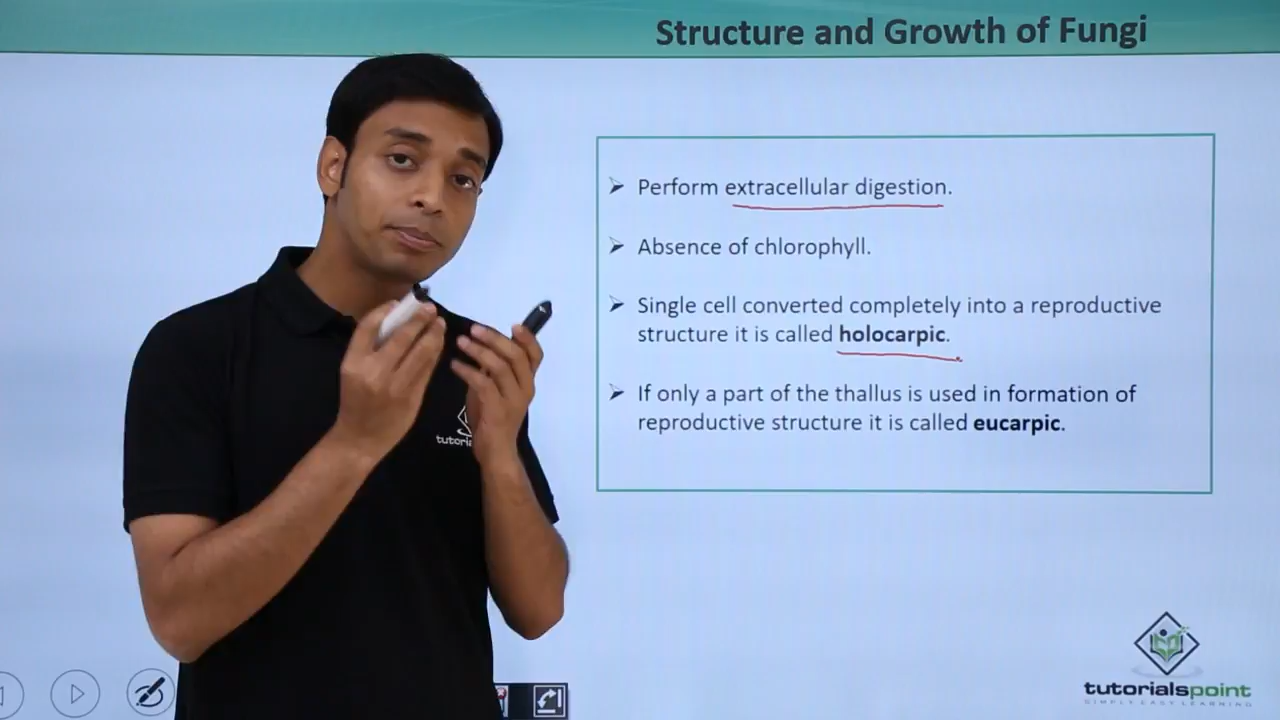 Structure and Growth of Fungi
➢ Perform extracellular digestion.
➢ Absence of chlorophyll.
➢ Single cell converted completely into a reproductive
structure it is called holocarpic.
➢ If only a part of the thallus is used in formation of
reproductive structure it is called eucarpic.
tutorialspoint
SIMPLY EASY LEARNING